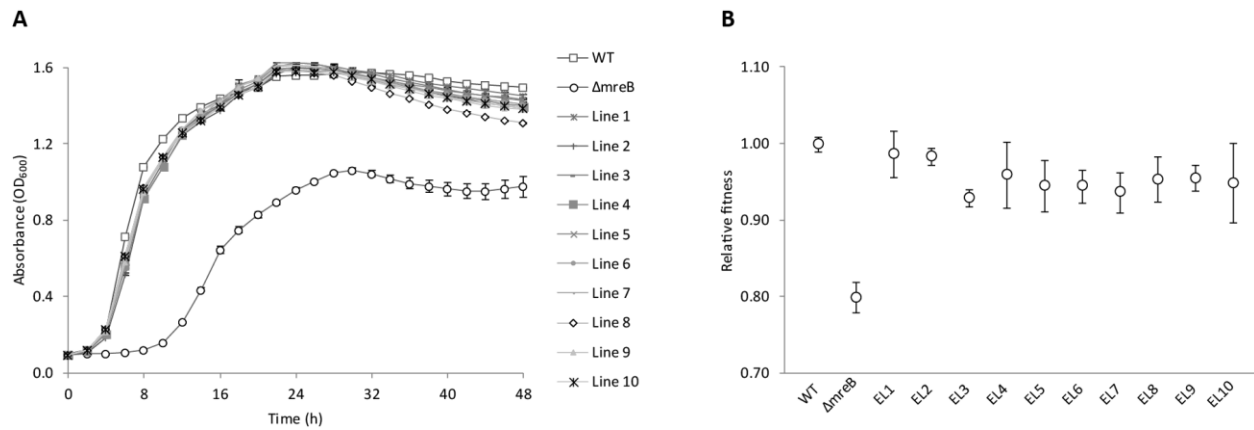 A
Absorbance (OD600)
1.6
1.2
0.8
0.4
0.0
0 8 16 24 32 40 48
Time (h)
WT
ΔmreB
Line 1
Line 2
Line 3
Line 4
Line 5
Line 6
Line 7
Line 8
Line 9
Line 10
B
Relative fitness
1.10
1.00
0.90
0.80
0.70
WT ΔmreB EL1 EL2 EL3 EL4 EL5 EL6 EL7 EL8 EL9 EL10